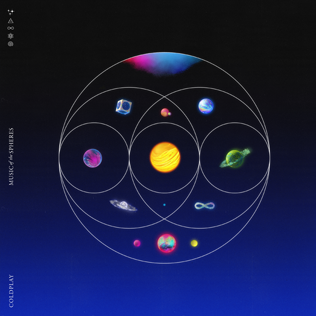 MUSIC of the SPHERES
COLDPLAY